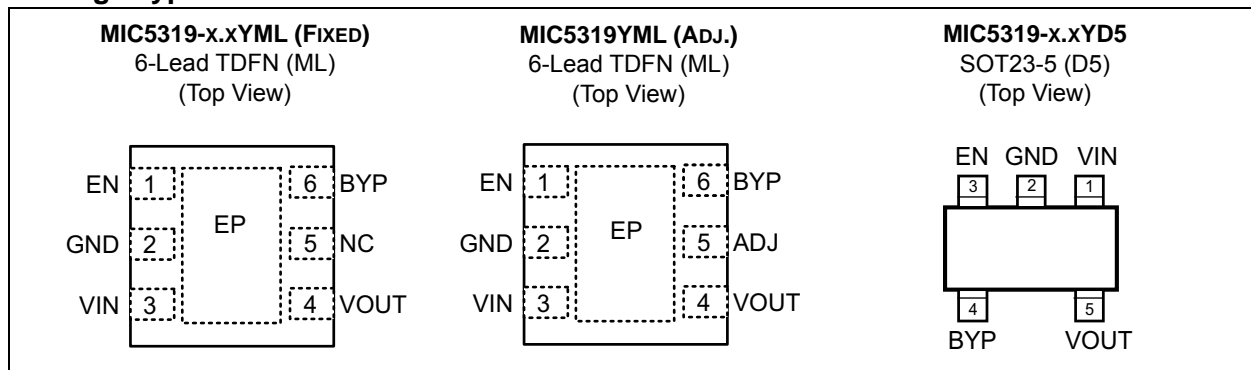 MIC5319-X.XYML (FIXED)
6-Lead TDFN (ML)
(Top View)
EN 1 6 BYP
EP
GND 2 5 NC
VIN 3 4 VOUT
MIC5319YML (ADJ.)
6-Lead TDFN (ML)
(Top View)
EN 1 6 BYP
EP
GND 2 5 ADJ
VIN 3 4 VOUT
MIC5319-X.XYD5
SOT23-5 (D5)
(Top View)
EN GND VIN
3 2 1
4 5
BYP VOUT